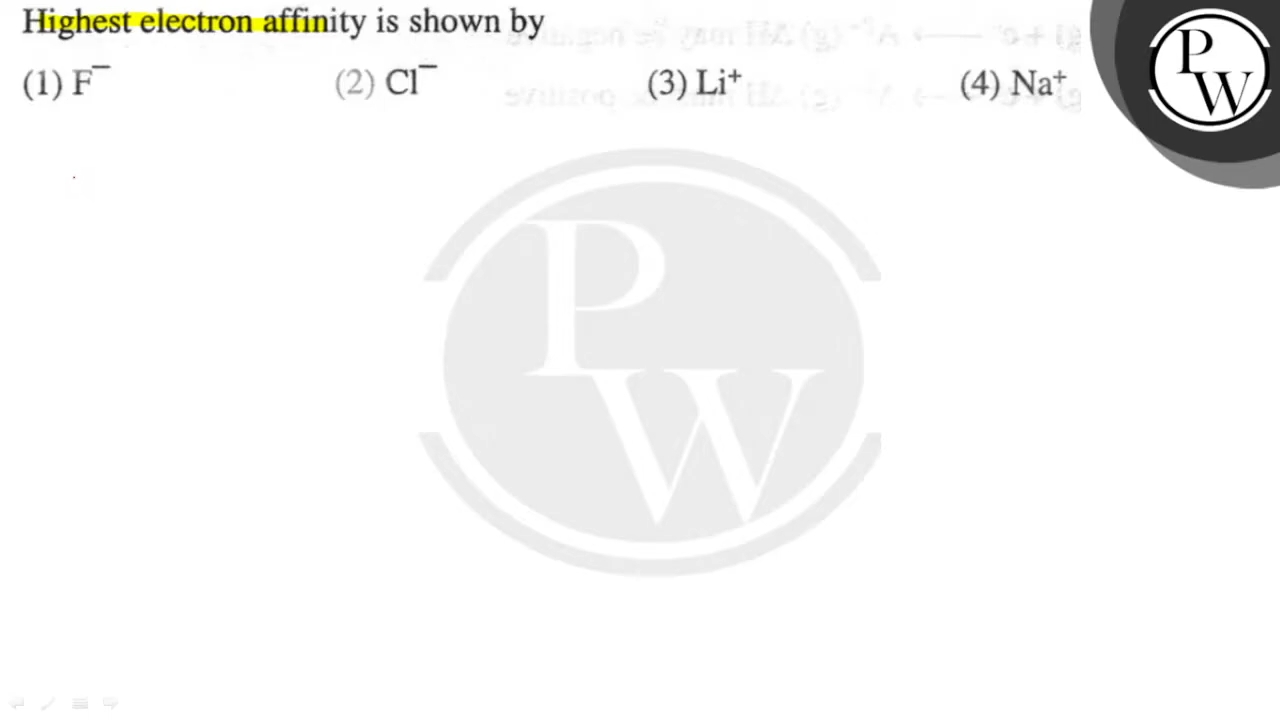 Highest electron affinity is shown by
(1) F⁻ (2) Cl⁻ (3) Li⁺ (4) Na⁺
P
W
P
W